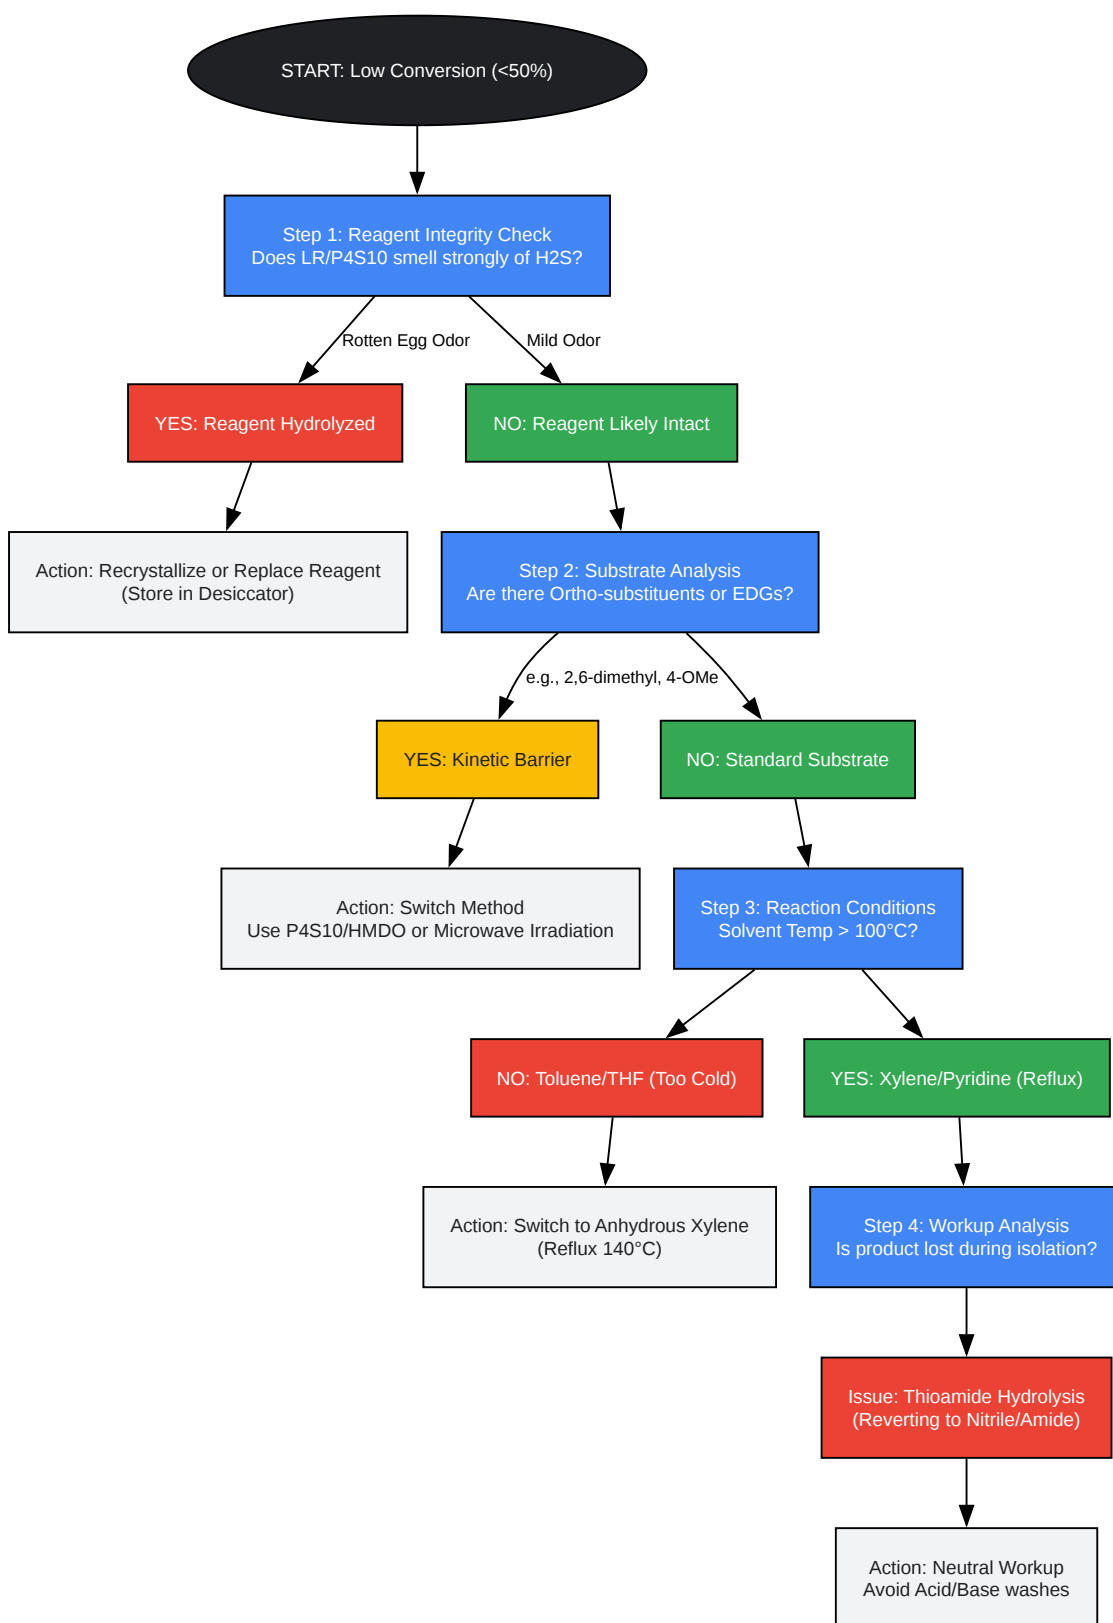 START: Low Conversion (<50%)
Step 1: Reagent Integrity Check
Does LR/P4S10 smell strongly of H2S?
Rotten Egg Odor
Mild Odor
YES: Reagent Hydrolyzed
NO: Reagent Likely Intact
Action: Recrystallize or Replace Reagent
(Store in Desiccator)
Step 2: Substrate Analysis
Are there Ortho-substituents or EDGs?
e.g., 2,6-dimethyl, 4-OMe
YES: Kinetic Barrier
NO: Standard Substrate
Action: Switch Method
Use P4S10/HMDO or Microwave Irradiation
Step 3: Reaction Conditions
Solvent Temp > 100°C?
NO: Toluene/THF (Too Cold)
YES: Xylene/Pyridine (Reflux)
Action: Switch to Anhydrous Xylene
(Reflux 140°C)
Step 4: Workup Analysis
Is product lost during isolation?
Issue: Thioamide Hydrolysis
(Reverting to Nitrile/Amide)
Action: Neutral Workup
Avoid Acid/Base washes